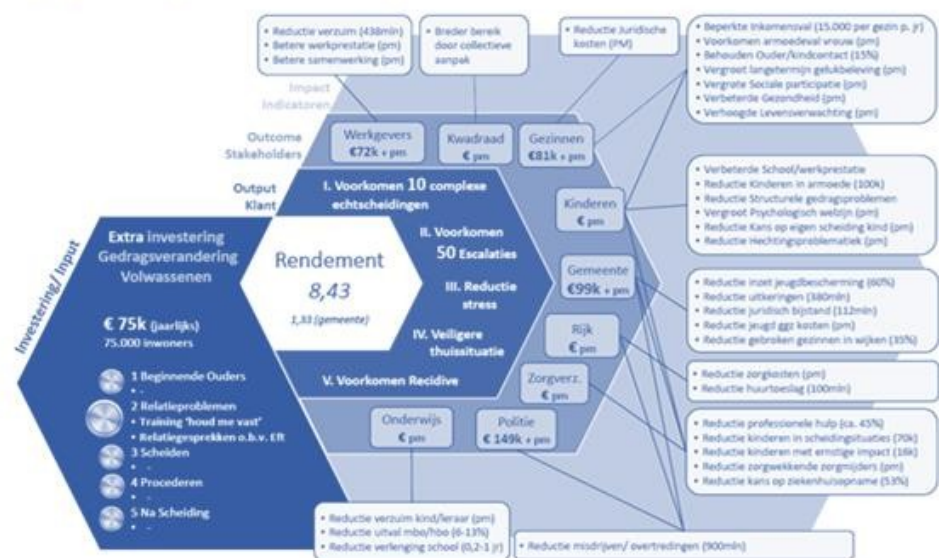 • Reductie verzuim (438mln)
• Betere werkprestatie (pm)
• Betere samenwerking (pm)
• Breder bereik
door collectieve
aanpak
• Reductie Juridische
kosten (PM)
• Beperkte Inkomensval (15.000 per gezin p. jr)
• Voorkomen armoedeval vrouw (pm)
• Behouden Ouder/kindcontact (15%)
• Vergroot langetermijn gelukbeleving (pm)
• Vergrote Sociale participatie (pm)
• Verbeterde Gezondheid (pm)
• Verhoogde Levensverwachting (pm)
Impact
Indicatoren
Outcome
Stakeholders
Werkgevers
€72k + pm
Kwadraad
€ pm
Gezinnen
€81k + pm
Output
Klant
I. Voorkomen 10 complexe
echtscheidingen
II. Voorkomen
50 Escalaties
III. Reductie
stress
IV. Veiligere
thuissituatie
V. Voorkomen Recidive
Kinderen
€ pm
• Verbeterde School/werkprestatie
• Reductie Kinderen in armoede (100k)
• Reductie Structurele gedragsproblemen
• Vergroot Psychologisch welzijn (pm)
• Reductie Kans op eigen scheiding kind (pm)
• Reductie Hechtingsproblematiek (pm)
Gemeente
€99k + pm
• Reductie inzet jeugdbescherming (60%)
• Reductie uitkeringen (380mln)
• Reductie juridisch bijstand (112mln)
• Reductie jeugd ggz kosten (pm)
• Reductie gebroken gezinnen in wijken (35%)
Rijk
€ pm
• Reductie zorgkosten (pm)
• Reductie huurtoeslag (100mln)
Zorgverz.
€ pm
• Reductie professionele hulp (ca. 45%)
• Reductie kinderen in scheidingsituaties (70k)
• Reductie kinderen met ernstige impact (16k)
• Reductie zorgwekkende zorgmijders (pm)
• Reductie kans op ziekenhuisopname (53%)
Onderwijs
€ pm
Politie
€ 149k + pm
• Reductie verzuim kind/leraar (pm)
• Reductie uitval mbo/hbo (6-13%)
• Reductie verlenging school (0,2-1 jr)
• Reductie misdrijven/ overtredingen (900mln)
Investering/ Input
Extra investering
Gedragsverandering
Volwassenen
€ 75k (jaarlijks)
75.000 inwoners
1 Beginnende Ouders
• -
2 Relatieproblemen
• Training 'houd me vast'
• Relatiegesprekken o.b.v. Eft
3 Scheiden
• -
4 Procederen
• -
5 Na Scheiding
• -
Rendement
8,43
1,33 (gemeente)